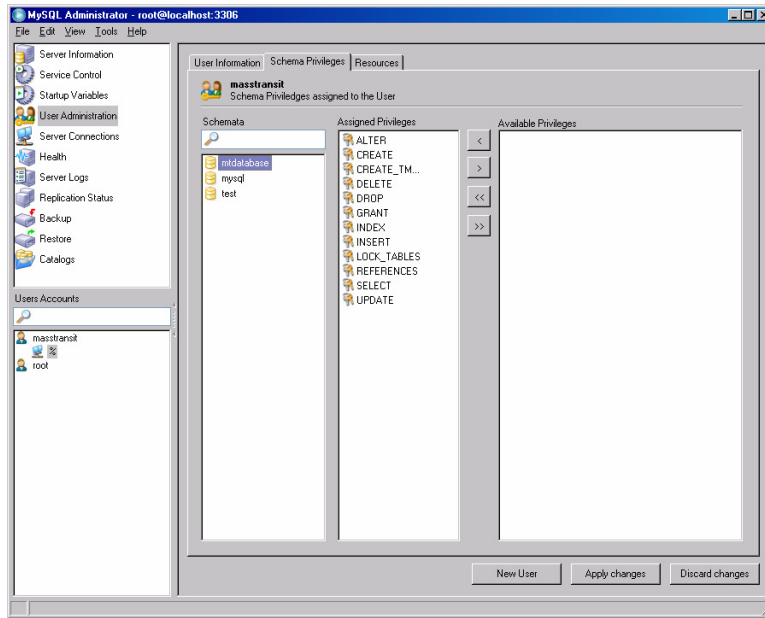 MySQL Administrator - root@localhost:3306
File Edit View Tools Help
Server Information
Service Control
Startup Variables
User Administration
Server Connections
Health
Server Logs
Replication Status
Backup
Restore
Catalogs
Users Accounts
masstransit
%
root
User Information Schema Privileges Resources
masstransit
Schema Priviledges assigned to the User
Schemata
mtdatabase
mysql
test
Assigned Privileges
ALTER
CREATE
CREATE_TM...
DELETE
DROP
GRANT
INDEX
INSERT
LOCK_TABLES
REFERENCES
SELECT
UPDATE
<
>
<<
>>
Available Privileges
New User Apply changes Discard changes